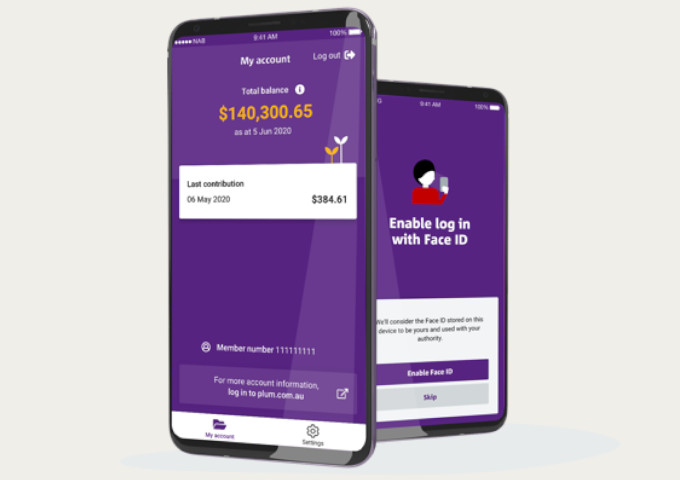 NAB
9:41 AM
100%
My account
Log out
Total balance
$140,300.65
as at 5 Jun 2020
Last contribution
06 May 2020
$384.61
Member number 111111111
For more account information,
log in to plum.com.au
My account
Settings
9:41 AM
100%
Enable log in
with Face ID
We'll consider the Face ID stored on this
device to be yours and used with your
authority.
Enable Face ID
Skip